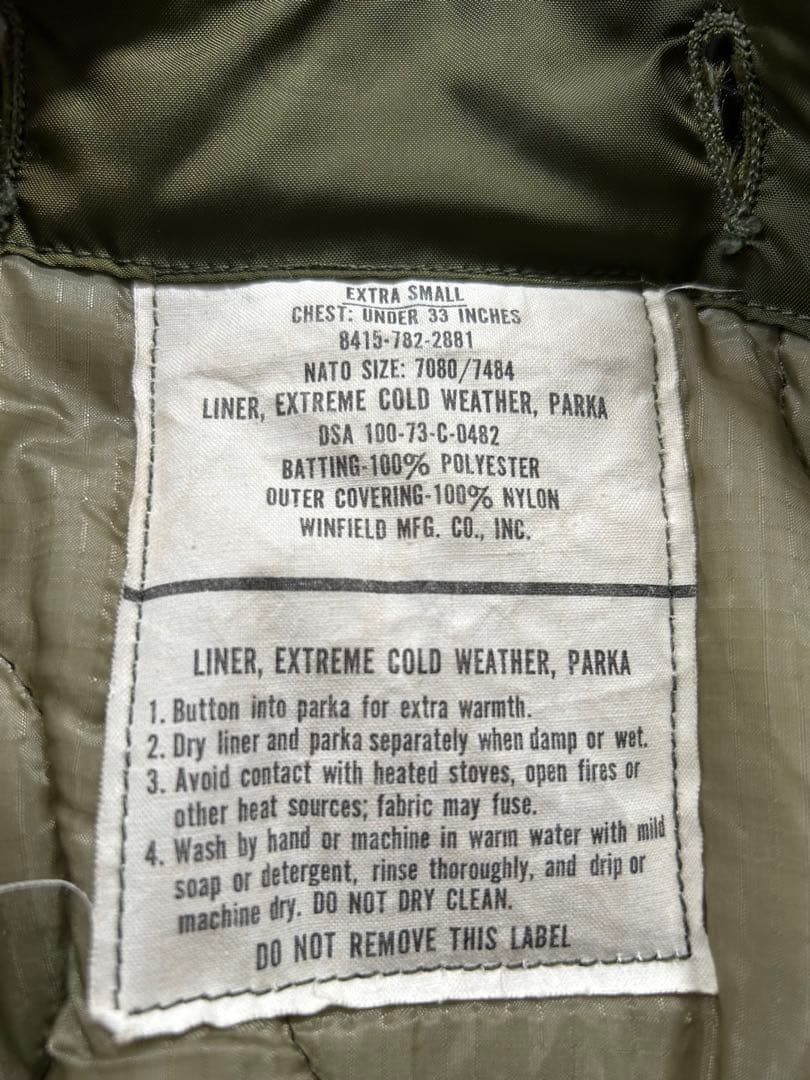 EXTRA SMALL
CHEST: UNDER 33 INCHES
8415-782-2881
NATO SIZE: 7080/7484
LINER, EXTREME COLD WEATHER, PARKA
DSA 100-73-C-0482
BATTING-100% POLYESTER
OUTER COVERING-100% NYLON
WINFIELD MFG. CO., INC.
LINER, EXTREME COLD WEATHER, PARKA
1. Button into parka for extra warmth.
2. Dry liner and parka separately when damp or wet.
3. Avoid contact with heated stoves, open fires or
other heat sources; fabric may fuse.
4. Wash by hand or machine in warm water with mild
soap or detergent, rinse thoroughly, and drip or
machine dry. DO NOT DRY CLEAN.
DO NOT REMOVE THIS LABEL